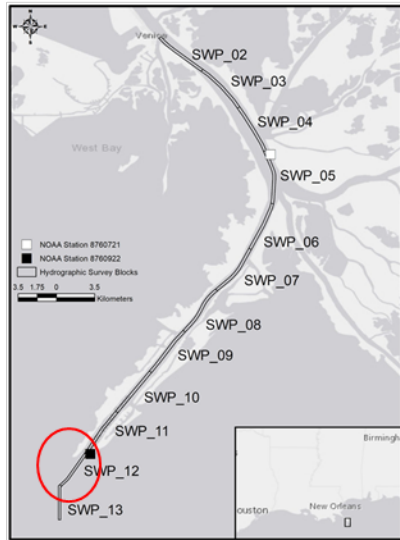 Venice
SWP_02
SWP_03
SWP_04
West Bay
SWP_05
SWP_06
NOAA Station 8760721
NOAA Station 8760922
Hydrographic Survey Blocks
3.5 1.75 0 3.5
Kilometers
SWP_07
SWP_08
SWP_09
SWP_10
SWP_11
SWP_12
SWP_13
Birmingh
ouston
New Orleans